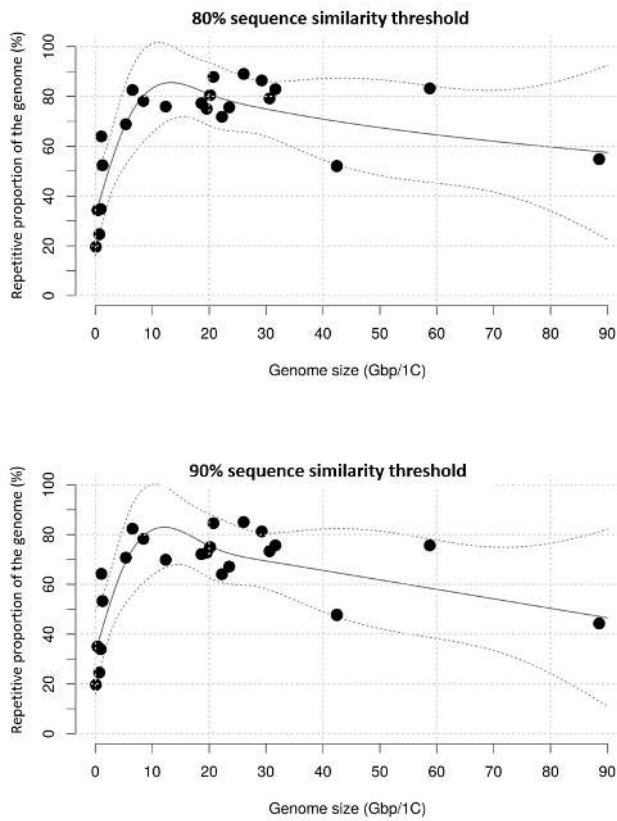 80% sequence similarity threshold
Repetitive proportion of the genome (%)
100
80
60
40
20
0
0 10 20 30 40 50 60 70 80 90
Genome size (Gbp/1C)
90% sequence similarity threshold
Repetitive proportion of the genome (%)
100
80
60
40
20
0
0 10 20 30 40 50 60 70 80 90
Genome size (Gbp/1C)